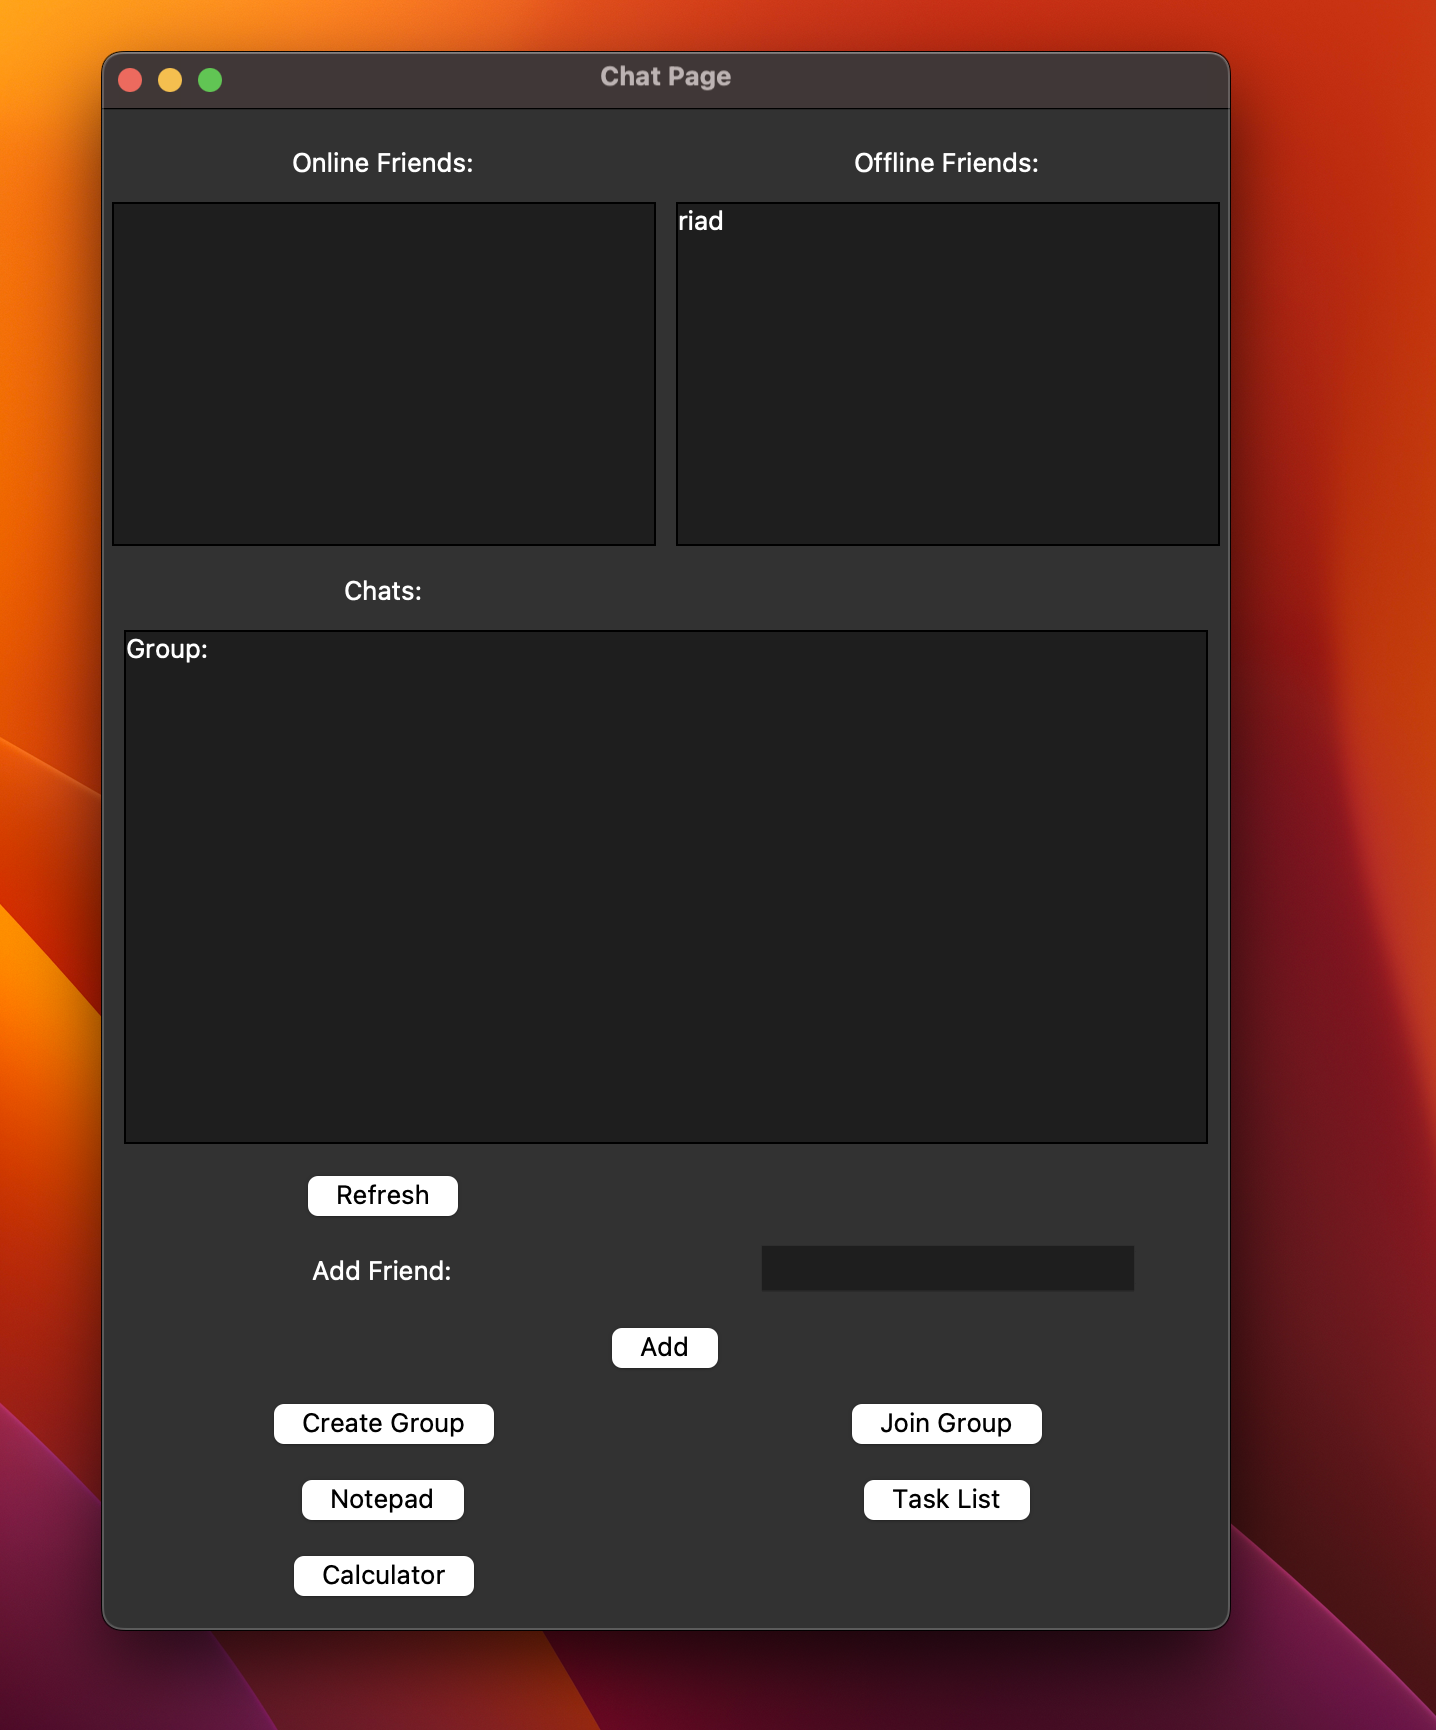 Chat Page
Online Friends:
Offline Friends:
riad
Chats:
Group:
Refresh
Add Friend:
Add
Create Group
Join Group
Notepad
Task List
Calculator